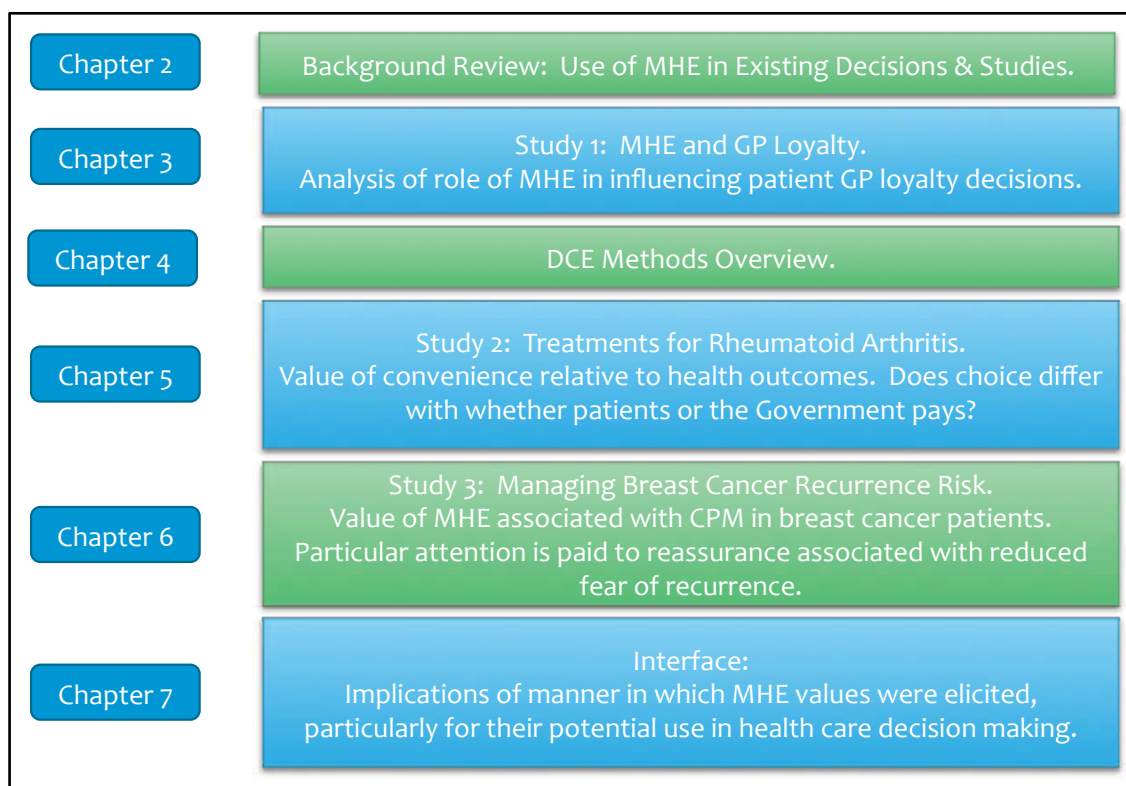 Chapter 2
Background Review: Use of MHE in Existing Decisions & Studies.
Chapter 3
Study 1: MHE and GP Loyalty.
Analysis of role of MHE in influencing patient GP loyalty decisions.
Chapter 4
DCE Methods Overview.
Chapter 5
Study 2: Treatments for Rheumatoid Arthritis.
Value of convenience relative to health outcomes. Does choice differ
with whether patients or the Government pays?
Chapter 6
Study 3: Managing Breast Cancer Recurrence Risk.
Value of MHE associated with CPM in breast cancer patients.
Particular attention is paid to reassurance associated with reduced
fear of recurrence.
Chapter 7
Interface:
Implications of manner in which MHE values were elicited,
particularly for their potential use in health care decision making.